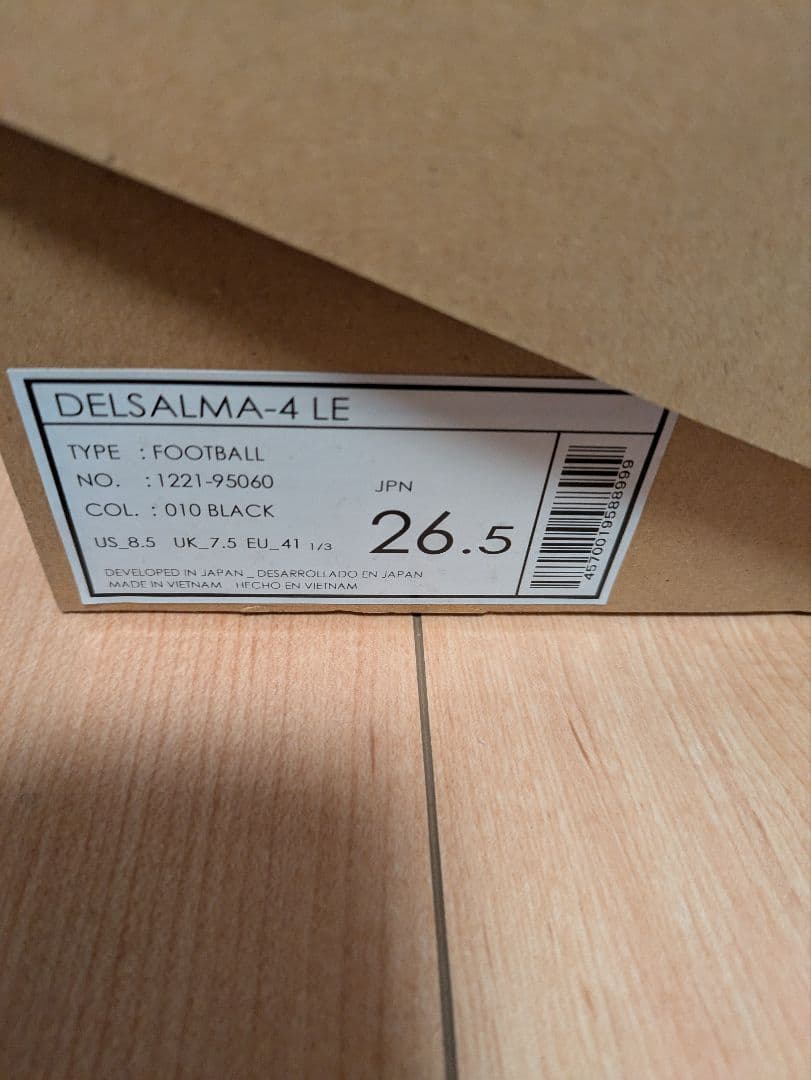 DELSALMA-4 LE
TYPE : FOOTBALL
NO. : 1221-95060
COL. : 010 BLACK
JPN
26.5
US_8.5 UK_7.5 EU_41 1/3
DEVELOPED IN JAPAN _ DESARROLLADO EN JAPAN
MADE IN VIETNAM HECHO EN VIETNAM
4570019588999